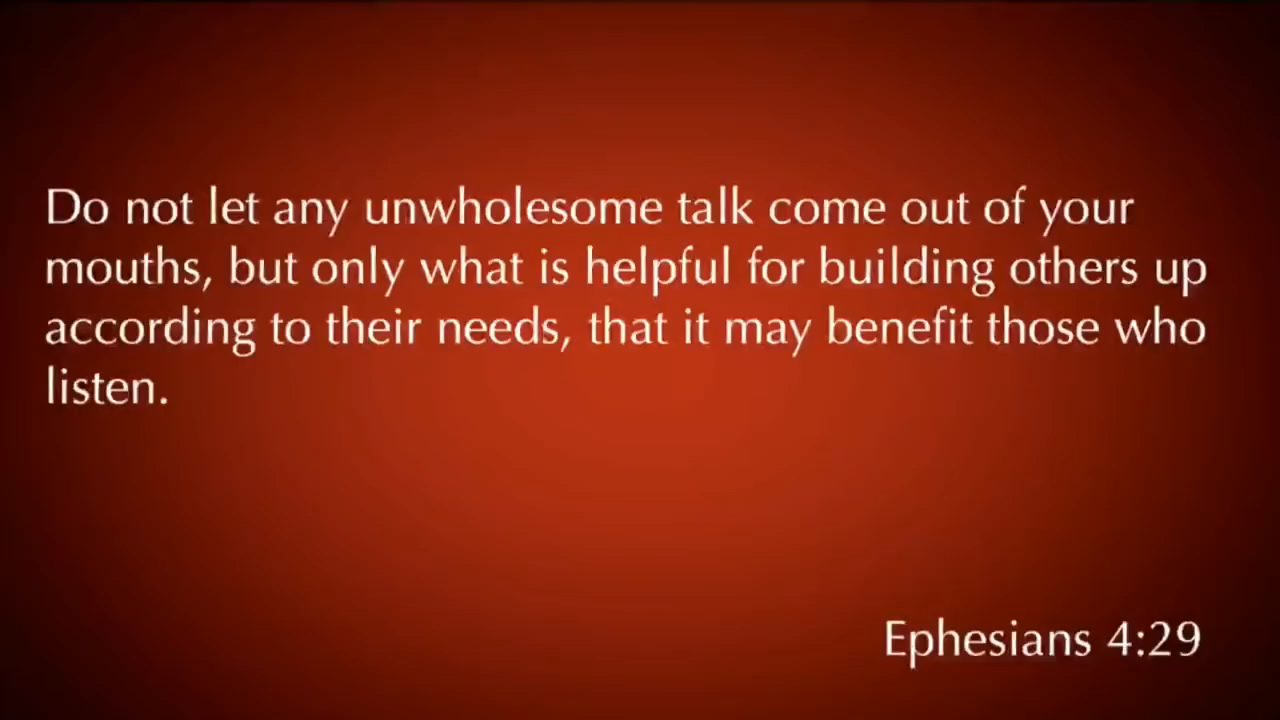 Do not let any unwholesome talk come out of your
mouths, but only what is helpful for building others up
according to their needs, that it may benefit those who
listen.
Ephesians 4:29